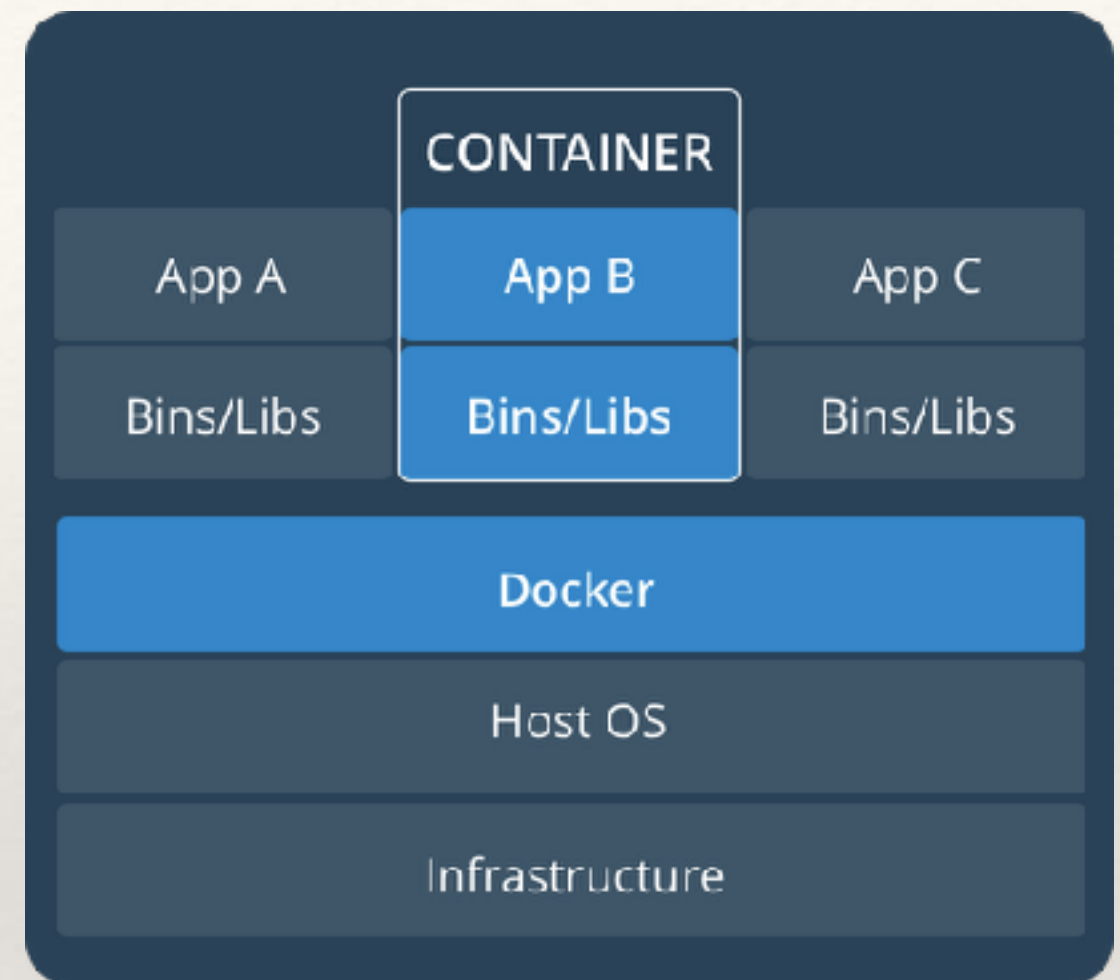 CONTAINER
App A App B App C
Bins/Libs Bins/Libs Bins/Libs
Docker
Host OS
Infrastructure